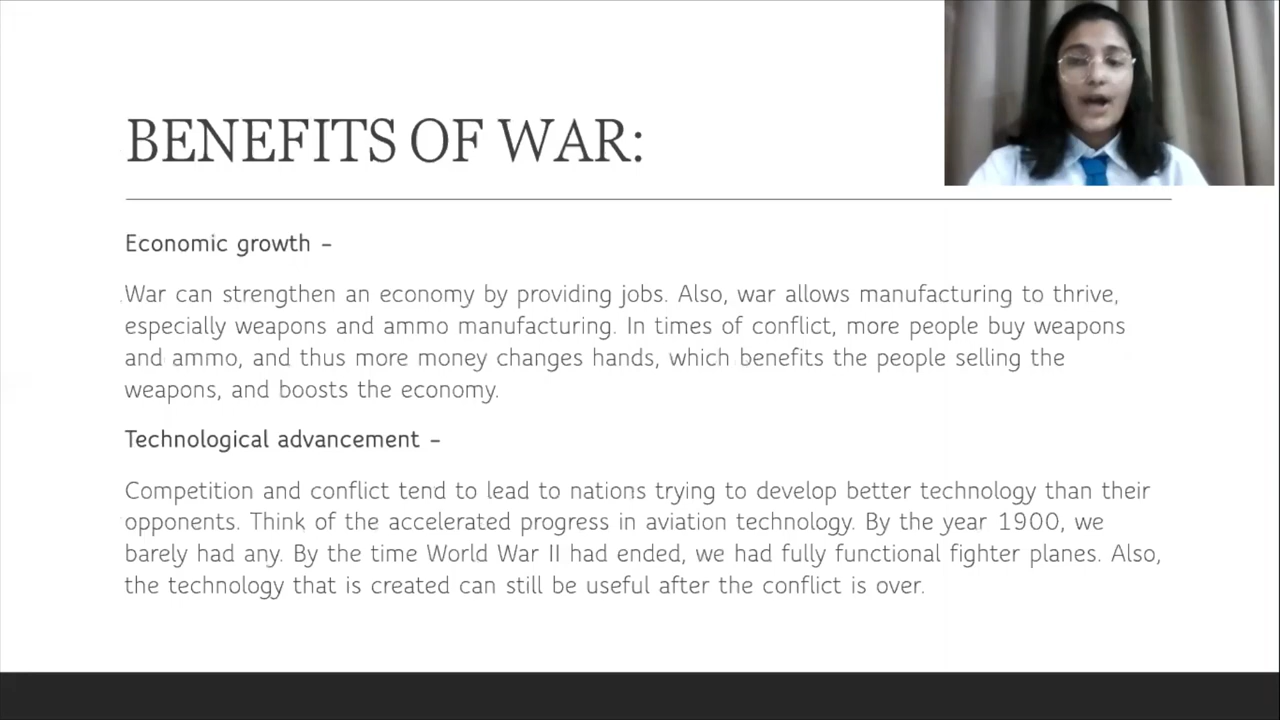 BENEFITS OF WAR:
Economic growth –
War can strengthen an economy by providing jobs. Also, war allows manufacturing to thrive,
especially weapons and ammo manufacturing. In times of conflict, more people buy weapons
and ammo, and thus more money changes hands, which benefits the people selling the
weapons, and boosts the economy.
Technological advancement –
Competition and conflict tend to lead to nations trying to develop better technology than their
opponents. Think of the accelerated progress in aviation technology. By the year 1900, we
barely had any. By the time World War II had ended, we had fully functional fighter planes. Also,
the technology that is created can still be useful after the conflict is over.